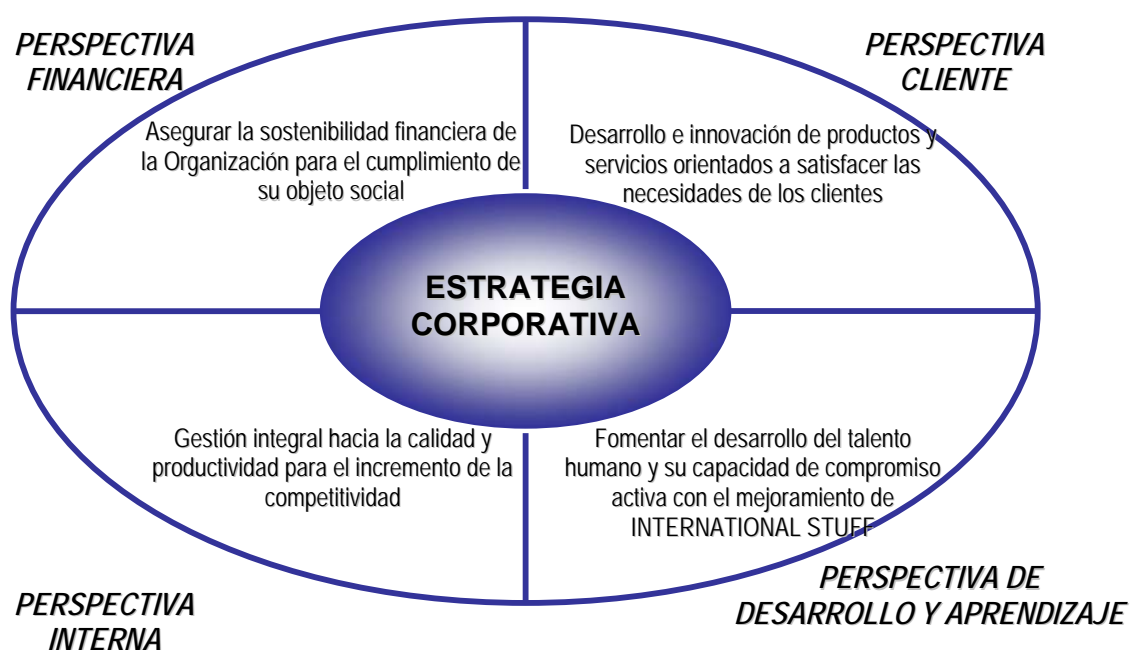 PERSPECTIVA
FINANCIERA
PERSPECTIVA
CLIENTE
Asegurar la sostenibilidad financiera de
la Organización para el cumplimiento de
su objeto social
Desarrollo e innovación de productos y
servicios orientados a satisfacer las
necesidades de los clientes
ESTRATEGIA
CORPORATIVA
Gestión integral hacia la calidad y
productividad para el incremento de la
competitividad
Fomentar el desarrollo del talento
humano y su capacidad de compromiso
activa con el mejoramiento de
INTERNATIONAL STUFF
PERSPECTIVA
INTERNA
PERSPECTIVA DE
DESARROLLO Y APRENDIZAJE